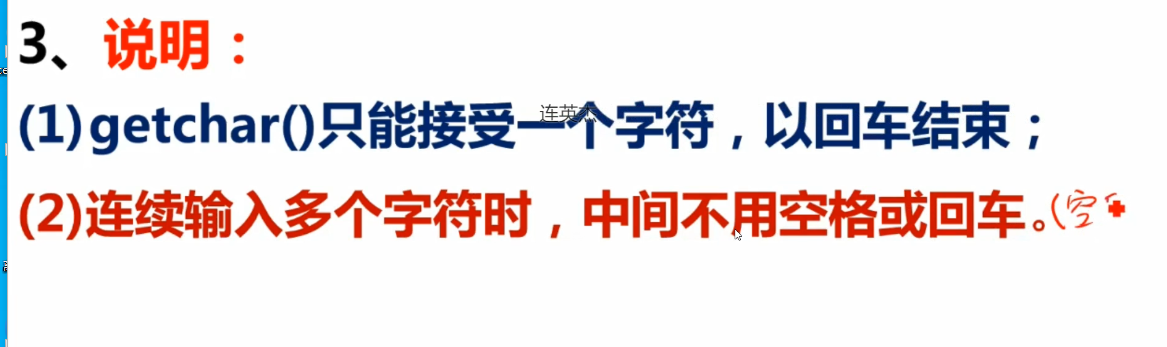 3、说明：
(1)getchar()只能接受一个字符，以回车结束；
连英杰
(2)连续输入多个字符时，中间不用空格或回车。(空